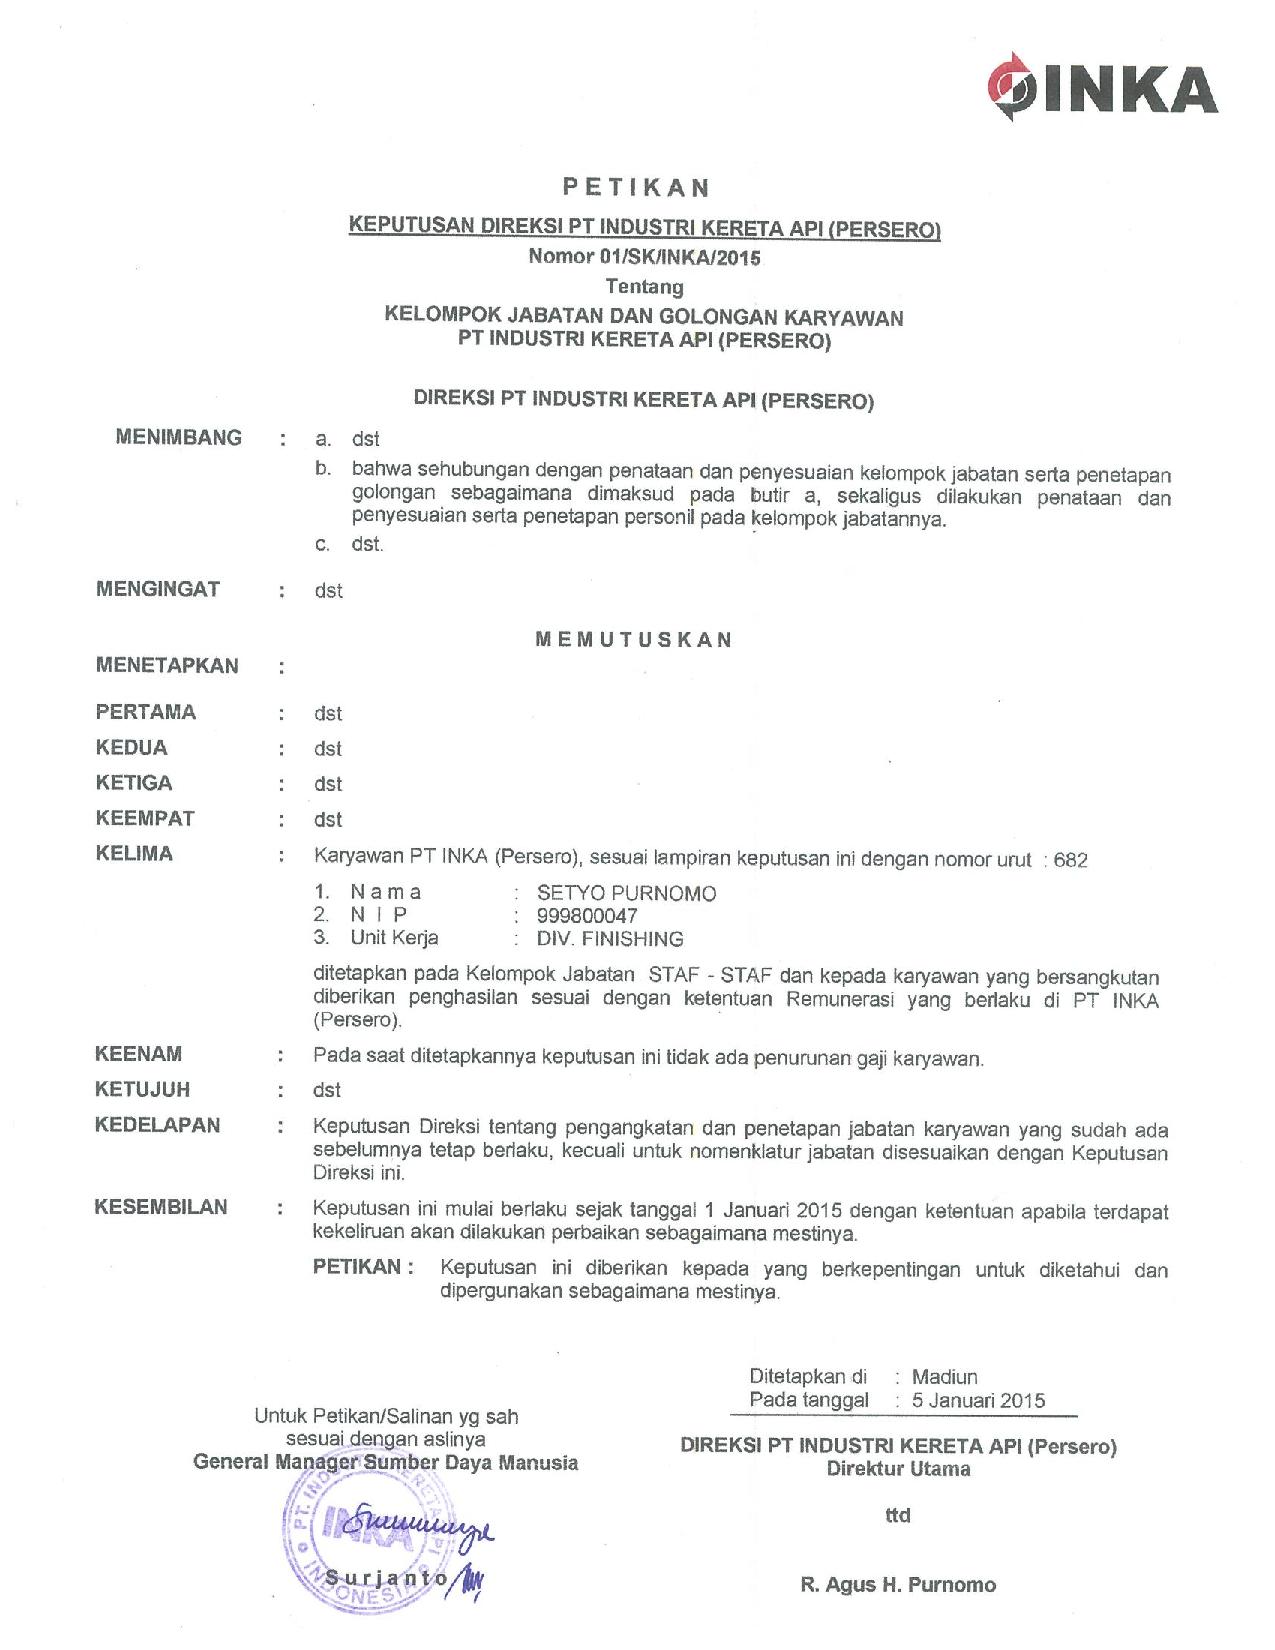 INKA
PETIKAN
KEPUTUSAN DIREKSI PT INDUSTRI KERETA API (PERSERO)
Nomor 01/SK/INKA/2015
Tentang
KELOMPOK JABATAN DAN GOLONGAN KARYAWAN
PT INDUSTRI KERETA API (PERSERO)
DIREKSI PT INDUSTRI KERETA API (PERSERO)
MENIMBANG : a. dst
b. bahwa sehubungan dengan penataan dan penyesuaian kelompok jabatan serta penetapan
golongan sebagaimana dimaksud pada butir a, sekaligus dilakukan penataan dan
penyesuaian serta penetapan personil pada kelompok jabatannya.
c. dst.
MENGINGAT : dst
MEMUTUSKAN
MENETAPKAN :
PERTAMA : dst
KEDUA : dst
KETIGA : dst
KEEMPAT : dst
KELIMA : Karyawan PT INKA (Persero), sesuai lampiran keputusan ini dengan nomor urut : 682
1. Nama : SETYO PURNOMO
2. NIP : 999800047
3. Unit Kerja : DIV. FINISHING
ditetapkan pada Kelompok Jabatan STAF - STAF dan kepada karyawan yang bersangkutan
diberikan penghasilan sesuai dengan ketentuan Remunerasi yang berlaku di PT INKA
(Persero).
KEENAM : Pada saat ditetapkannya keputusan ini tidak ada penurunan gaji karyawan.
KETUJUH : dst
KEDELAPAN : Keputusan Direksi tentang pengangkatan dan penetapan jabatan karyawan yang sudah ada
sebelumnya tetap berlaku, kecuali untuk nomenklatur jabatan disesuaikan dengan Keputusan
Direksi ini.
KESEMBILAN : Keputusan ini mulai berlaku sejak tanggal 1 Januari 2015 dengan ketentuan apabila terdapat
kekeliruan akan dilakukan perbaikan sebagaimana mestinya.
PETIKAN : Keputusan ini diberikan kepada yang berkepentingan untuk diketahui dan
dipergunakan sebagaimana mestinya.
Ditetapkan di : Madiun
Pada tanggal : 5 Januari 2015
Untuk Petikan/Salinan yg sah
sesuai dengan aslinya
General Manager Sumber Daya Manusia
DIREKSI PT INDUSTRI KERETA API (Persero)
Direktur Utama
PT. INDUSTRI KERETA API
INKA
INDONESIA
ttd
Surjanto
R. Agus H. Purnomo